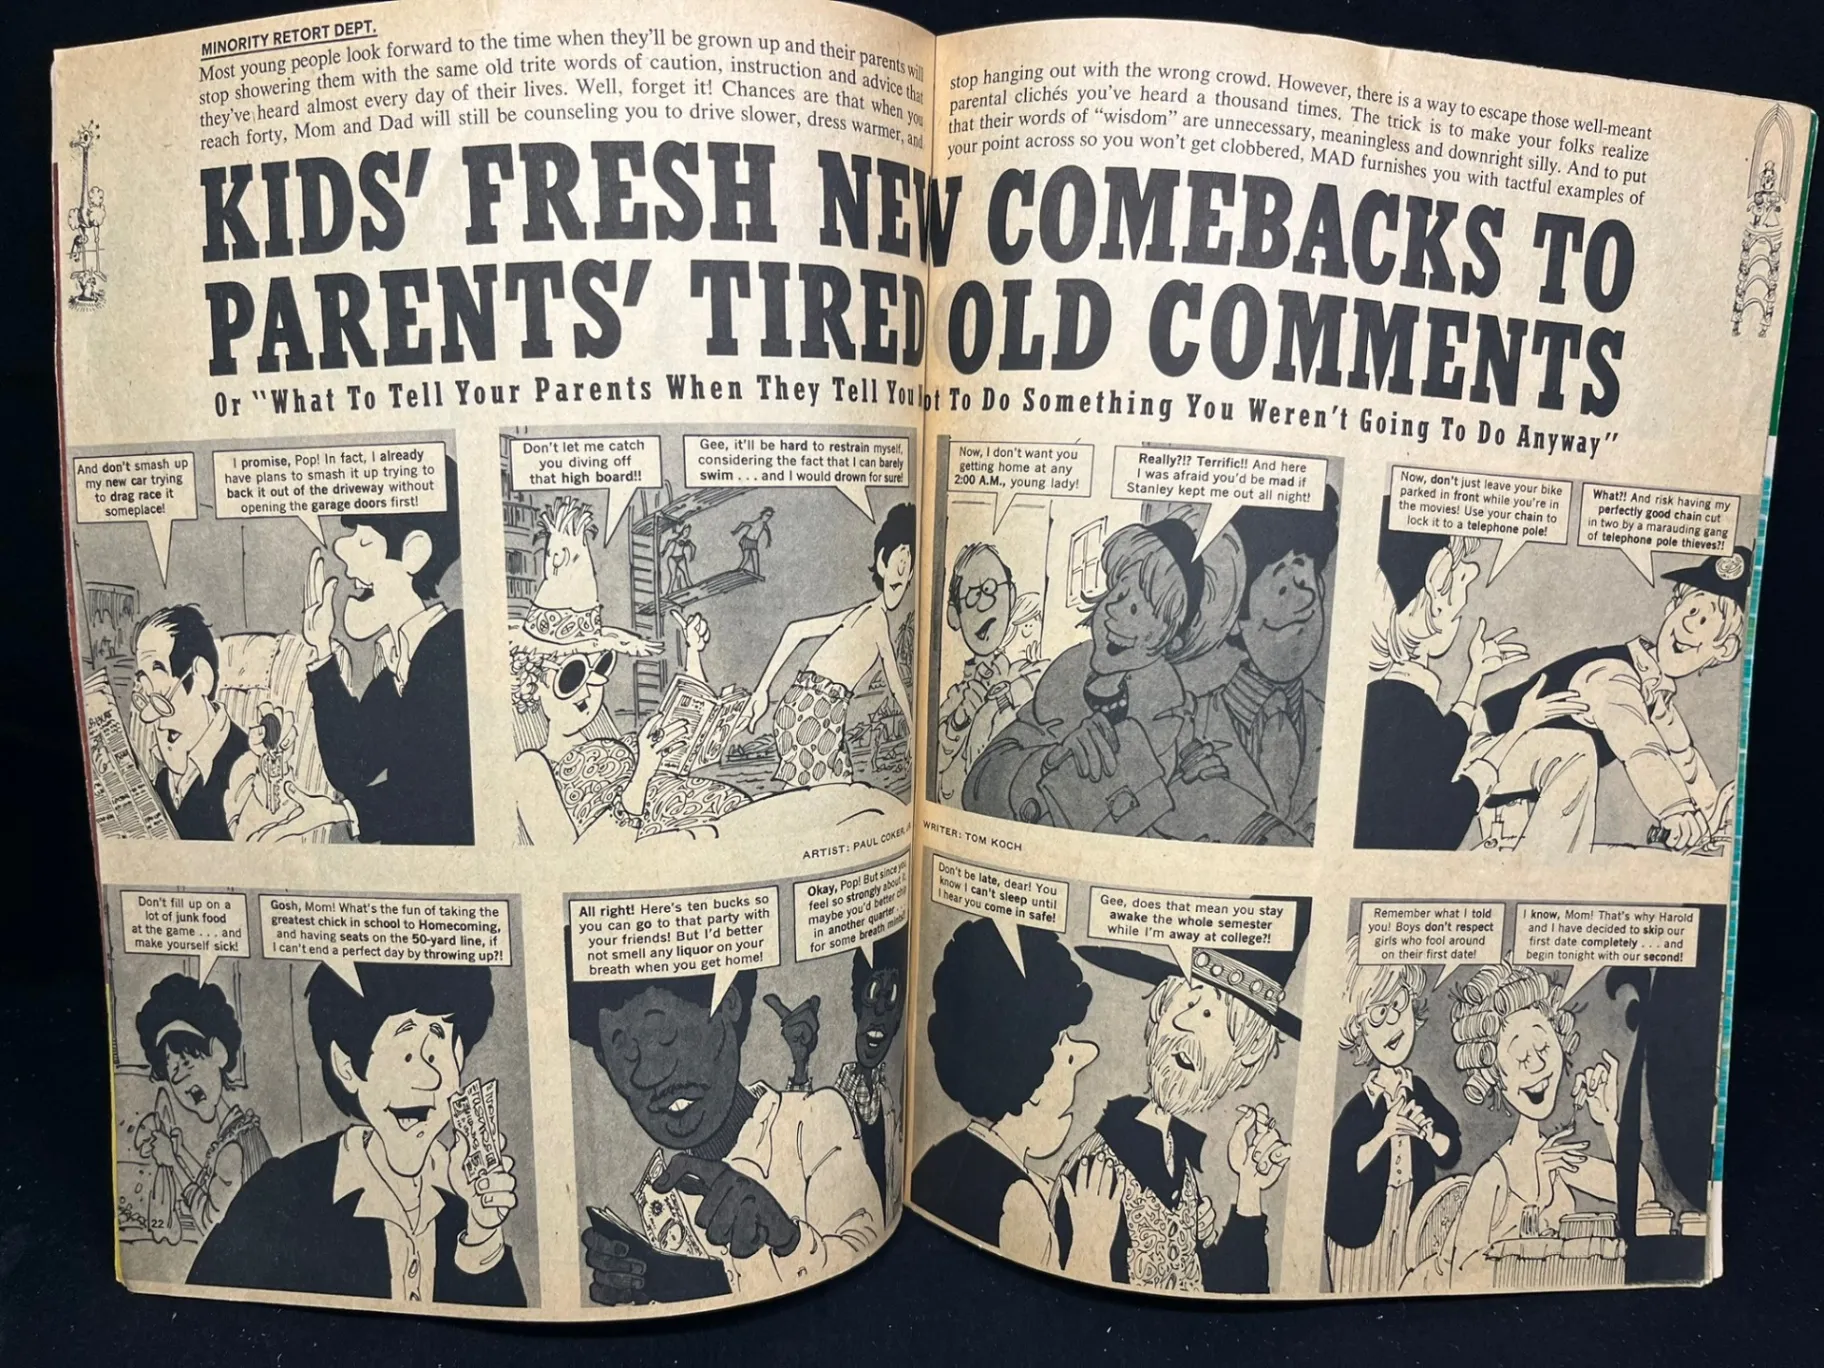 MINORITY RETORT DEPT.
Most young people look forward to the time when they'll be grown up and their parents will
stop showering them with the same old trite words of caution, instruction and advice that
they've heard almost every day of their lives. Well, forget it! Chances are that when you
reach forty, Mom and Dad will still be counseling you to drive slower, dress warmer, and
stop hanging out with the wrong crowd. However, there is a way to escape those well-meant
parental clichés you've heard a thousand times. The trick is to make your folks realize
that their words of "wisdom" are unnecessary, meaningless and downright silly. And to put
your point across so you won't get clobbered, MAD furnishes you with tactful examples of
KIDS' FRESH NEW COMEBACKS TO
PARENTS' TIRED OLD COMMENTS
Or "What To Tell Your Parents When They Tell You Not To Do Something You Weren't Going To Do Anyway"
And don't smash up
my new car trying
to drag race it
someplace!
I promise, Pop! In fact, I already
have plans to smash it up trying to
back it out of the driveway without
opening the garage doors first!
Don't let me catch
you diving off
that high board!!
Gee, it'll be hard to restrain myself,
considering the fact that I can barely
swim . . . and I would drown for sure!
Now, I don't want you
getting home at any
2:00 A.M., young lady!
Really?!? Terrific!! And here
I was afraid you'd be mad if
Stanley kept me out all night!
Now, don't just leave your bike
parked in front while you're in
the movies! Use your chain to
lock it to a telephone pole!
What?! And risk having my
perfectly good chain cut
in two by a marauding gang
of telephone pole thieves?!
ARTIST: PAUL COKER, JR.
WRITER: TOM KOCH
Don't fill up on a
lot of junk food
at the game . . . and
make yourself sick!
Gosh, Mom! What's the fun of taking the
greatest chick in school to Homecoming,
and having seats on the 50-yard line, if
I can't end a perfect day by throwing up?!
All right! Here's ten bucks so
you can go to that party with
your friends! But I'd better
not smell any liquor on your
breath when you get home!
Okay, Pop! But since you
feel so strongly about it,
maybe you'd better chip
in another quarter . . .
for some breath mints!
Don't be late, dear! You
know I can't sleep until
I hear you come in safe!
Gee, does that mean you stay
awake the whole semester
while I'm away at college?!
Remember what I told
you! Boys don't respect
girls who fool around
on their first date!
I know, Mom! That's why Harold
and I have decided to skip our
first date completely . . . and
begin tonight with our second!
22